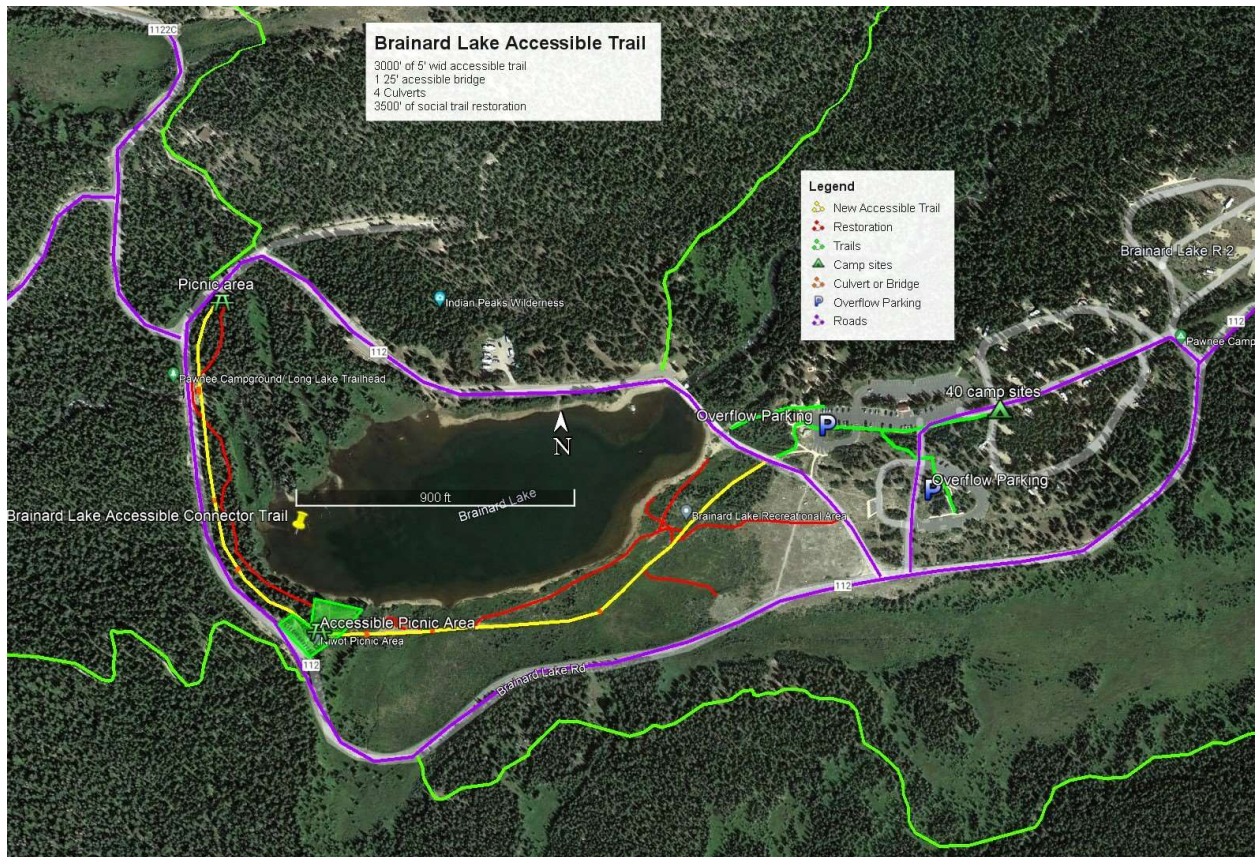 1122C
Brainard Lake Accessible Trail
3000' of 5' wid accessible trail
1 25' acessible bridge
4 Culverts
3500' of social trail restoration
Legend
New Accessible Trail
Restoration
Trails
Camp sites
Culvert or Bridge
P Overflow Parking
Roads
Brainard Lake R 2
Picnic area
Indian Peaks Wilderness
112
112
Pawnee Camp
Pawnee Campground/ Long Lake Trailhead
40 camp sites
Overflow Parking P
N
Overflow Parking
P
900 ft
Brainard Lake
Brainard Lake Accessible Connector Trail
Brainard Lake Recreational Area
112
Accessible Picnic Area
Niwot Picnic Area
112
Brainard Lake Rd